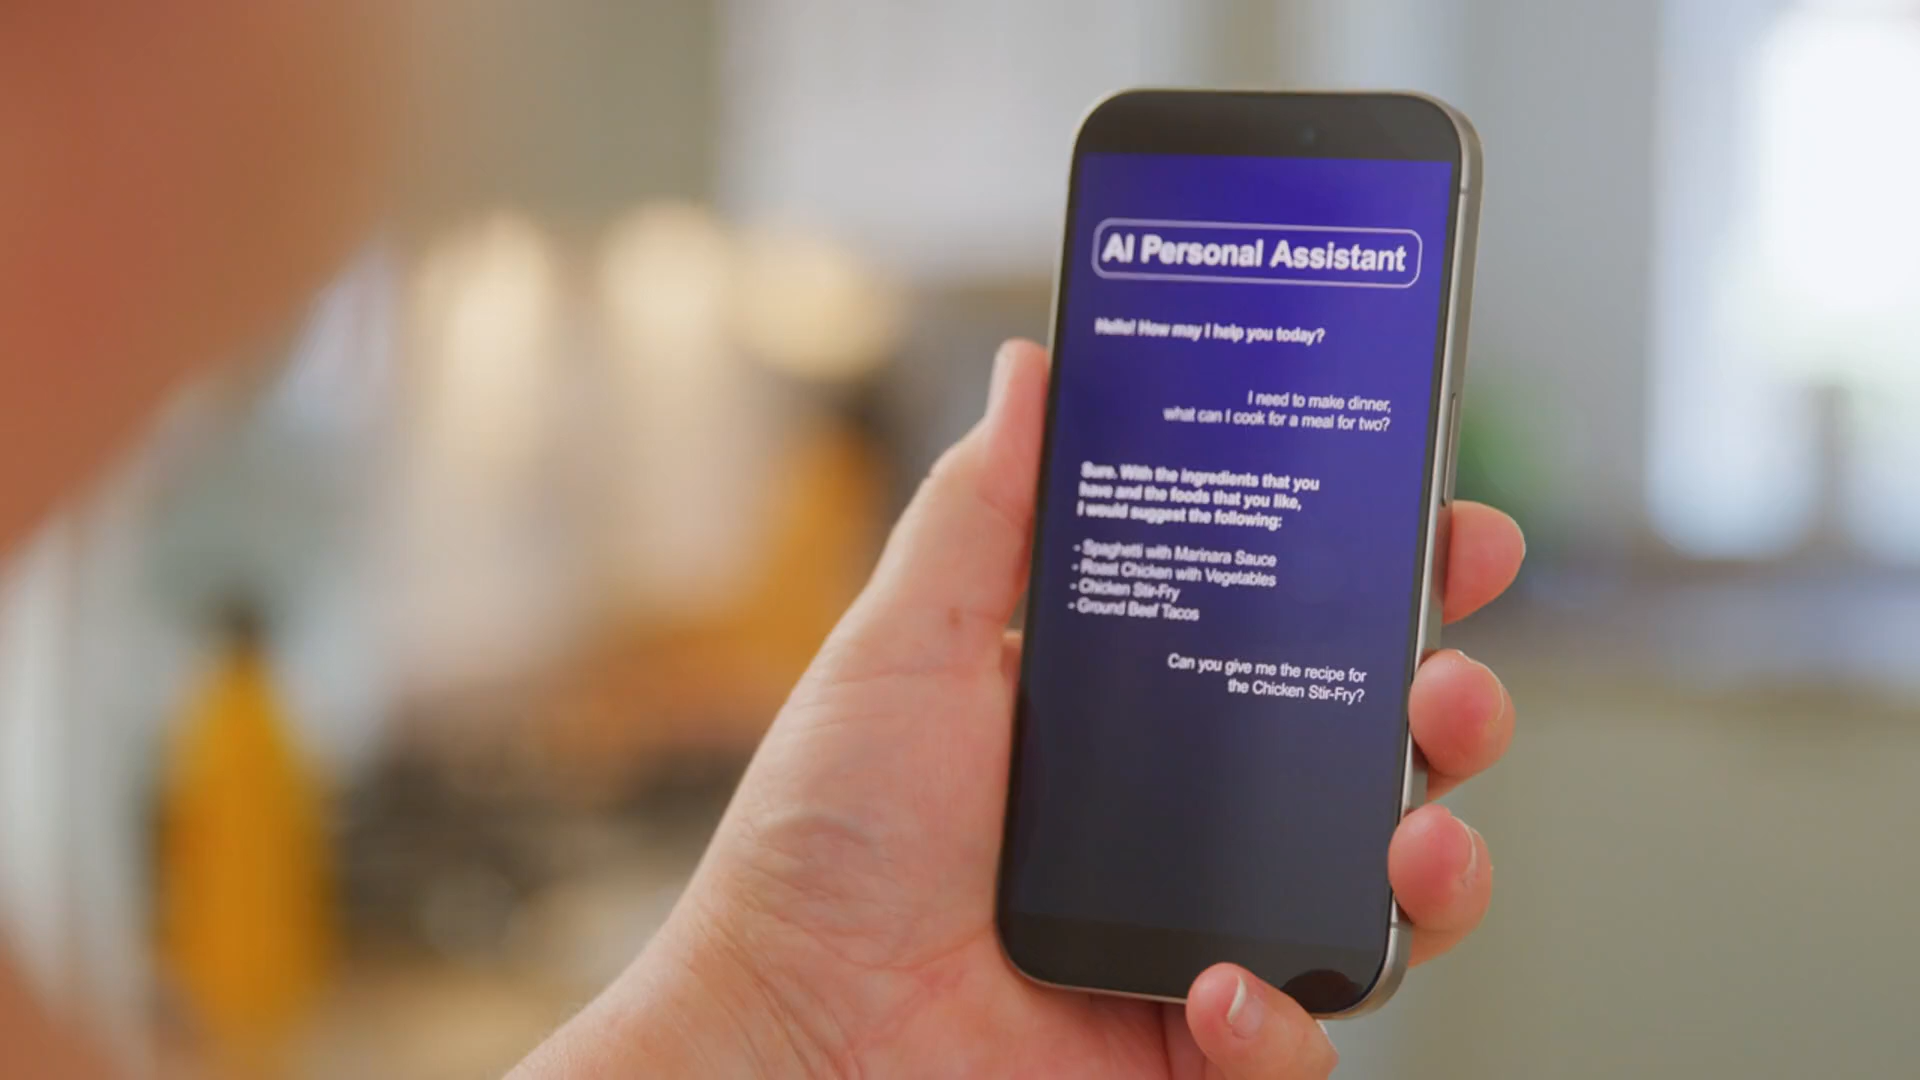 AI Personal Assistant
Hello! How may I help you today?
I need to make dinner,
what can I cook for a meal for two?
Sure. With the ingredients that you
have and the foods that you like,
I would suggest the following:
- Spaghetti with Marinara Sauce
- Roast Chicken with Vegetables
- Chicken Stir-Fry
- Ground Beef Tacos
Can you give me the recipe for
the Chicken Stir-Fry?